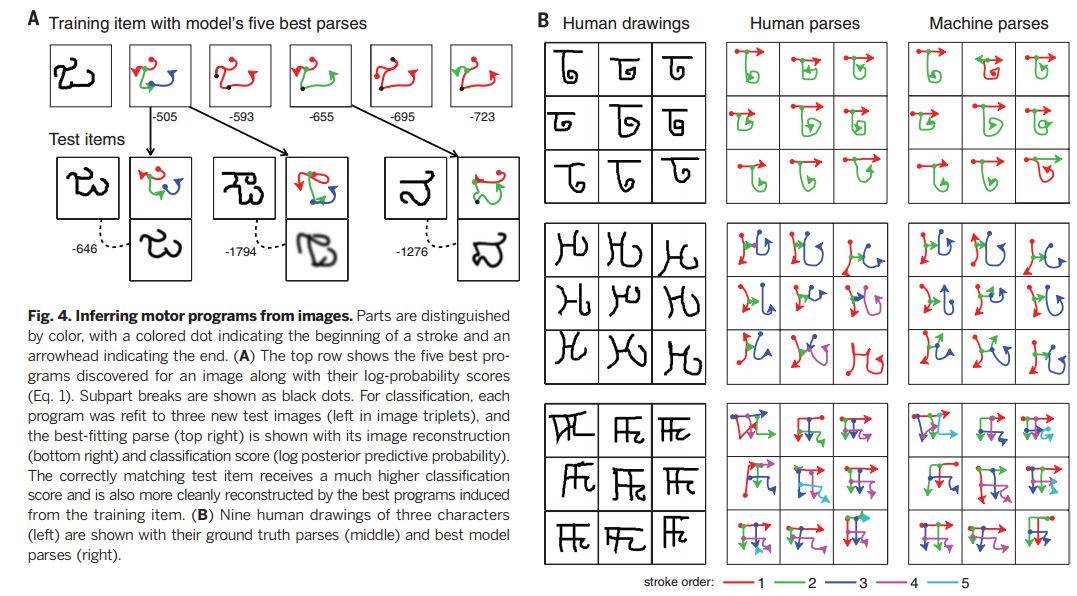 A Training item with model's five best parses
-505
-593
-655
-695
-723
Test items
-646
-1794
-1276
Fig. 4. Inferring motor programs from images. Parts are distinguished
by color, with a colored dot indicating the beginning of a stroke and an
arrowhead indicating the end. (A) The top row shows the five best pro-
grams discovered for an image along with their log-probability scores
(Eq. 1). Subpart breaks are shown as black dots. For classification, each
program was refit to three new test images (left in image triplets), and
the best-fitting parse (top right) is shown with its image reconstruction
(bottom right) and classification score (log posterior predictive probability).
The correctly matching test item receives a much higher classification
score and is also more cleanly reconstructed by the best programs induced
from the training item. (B) Nine human drawings of three characters
(left) are shown with their ground truth parses (middle) and best model
parses (right).
B Human drawings Human parses Machine parses
stroke order: 1 2 3 4 5